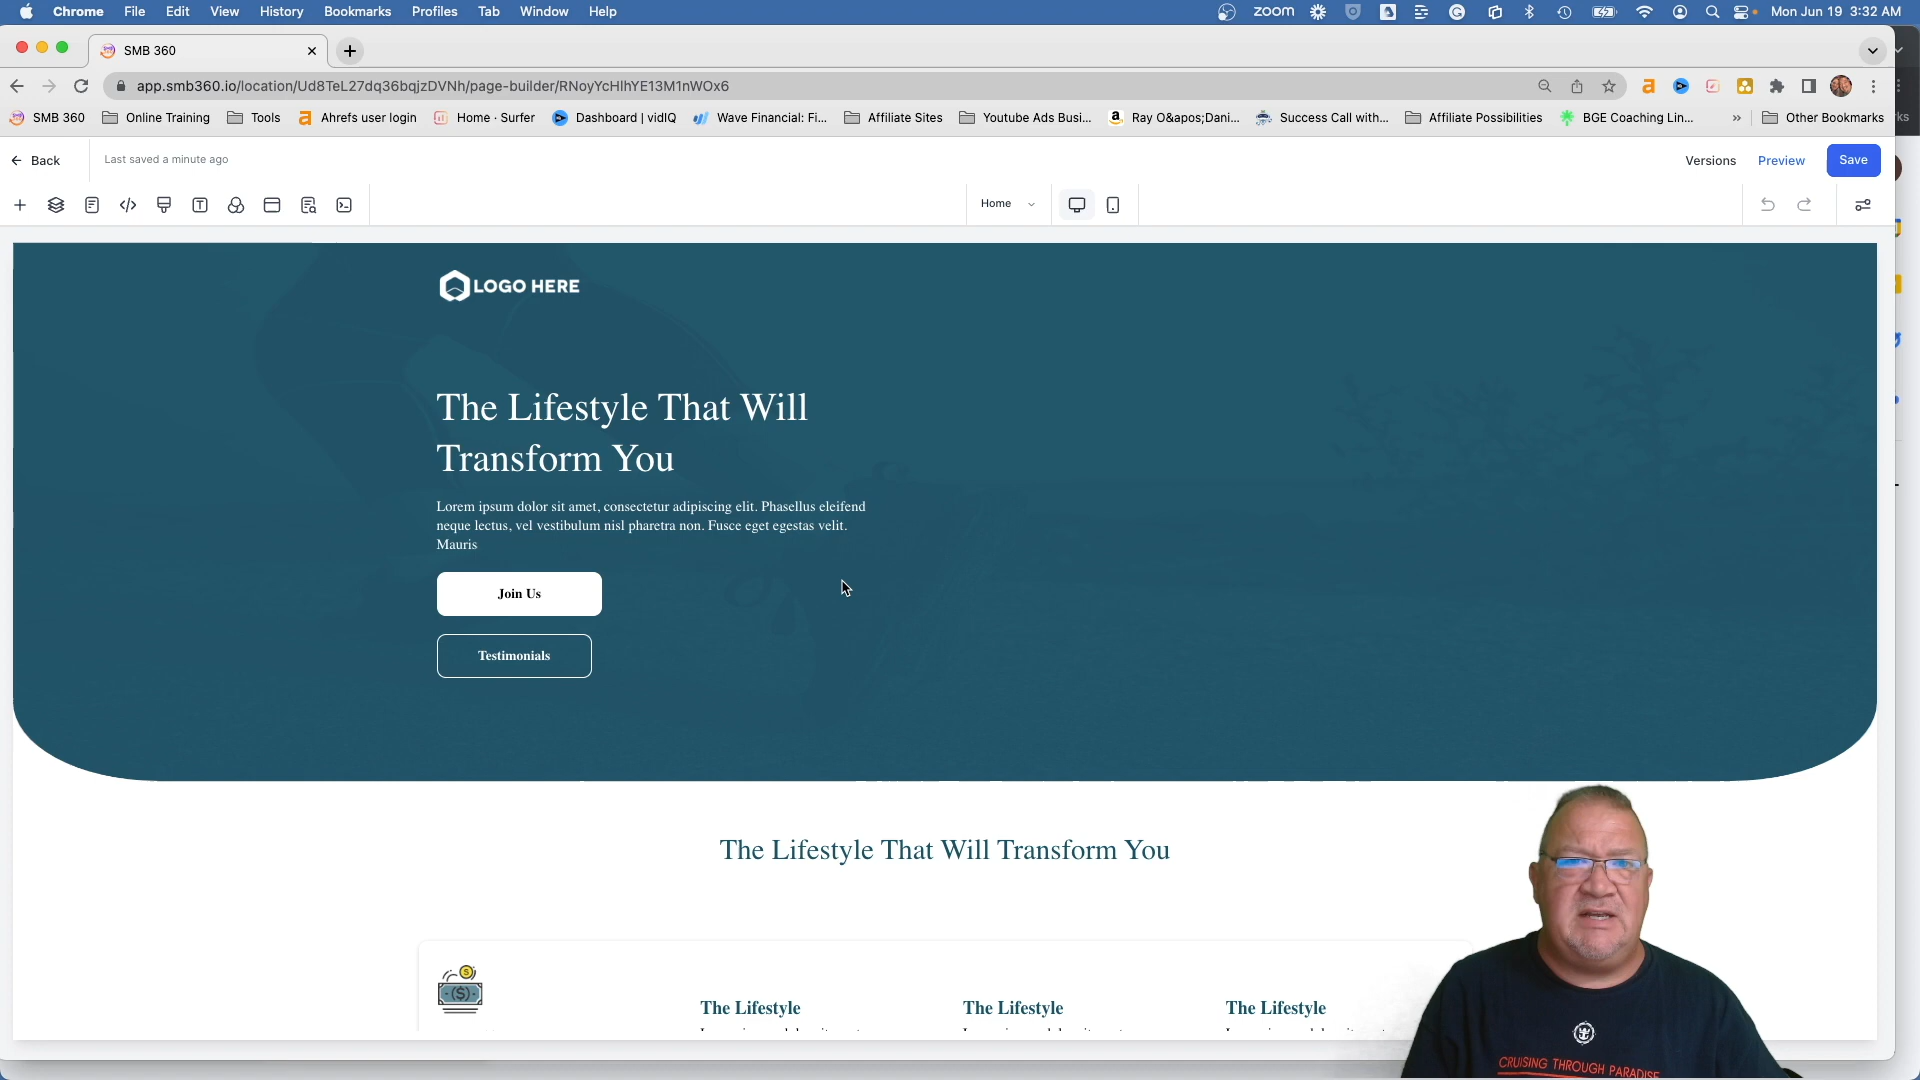 Chrome File Edit View History Bookmarks Profiles Tab Window Help
zoom
Mon Jun 19 3:32 AM
SMB 360
app.smb360.io/location/Ud8TeL27dq36bqjzDVNh/page-builder/RNoyYcHlhYE13M1nWOx6
SMB 360 Online Training Tools Ahrefs user login Home · Surfer Dashboard | vidIQ Wave Financial: Fi... Affiliate Sites Youtube Ads Busi... Ray O&apos;Dani... Success Call with... Affiliate Possibilities BGE Coaching Lin... » Other Bookmarks
Back
Last saved a minute ago
Versions Preview Save
Home
LOGO HERE
The Lifestyle That Will
Transform You
Lorem ipsum dolor sit amet, consectetur adipiscing elit. Phasellus eleifend
neque lectus, vel vestibulum nisl pharetra non. Fusce eget egestas velit.
Mauris
Join Us
Testimonials
The Lifestyle That Will Transform You
The Lifestyle The Lifestyle The Lifestyle
CRUISING THROUGH PARADISE